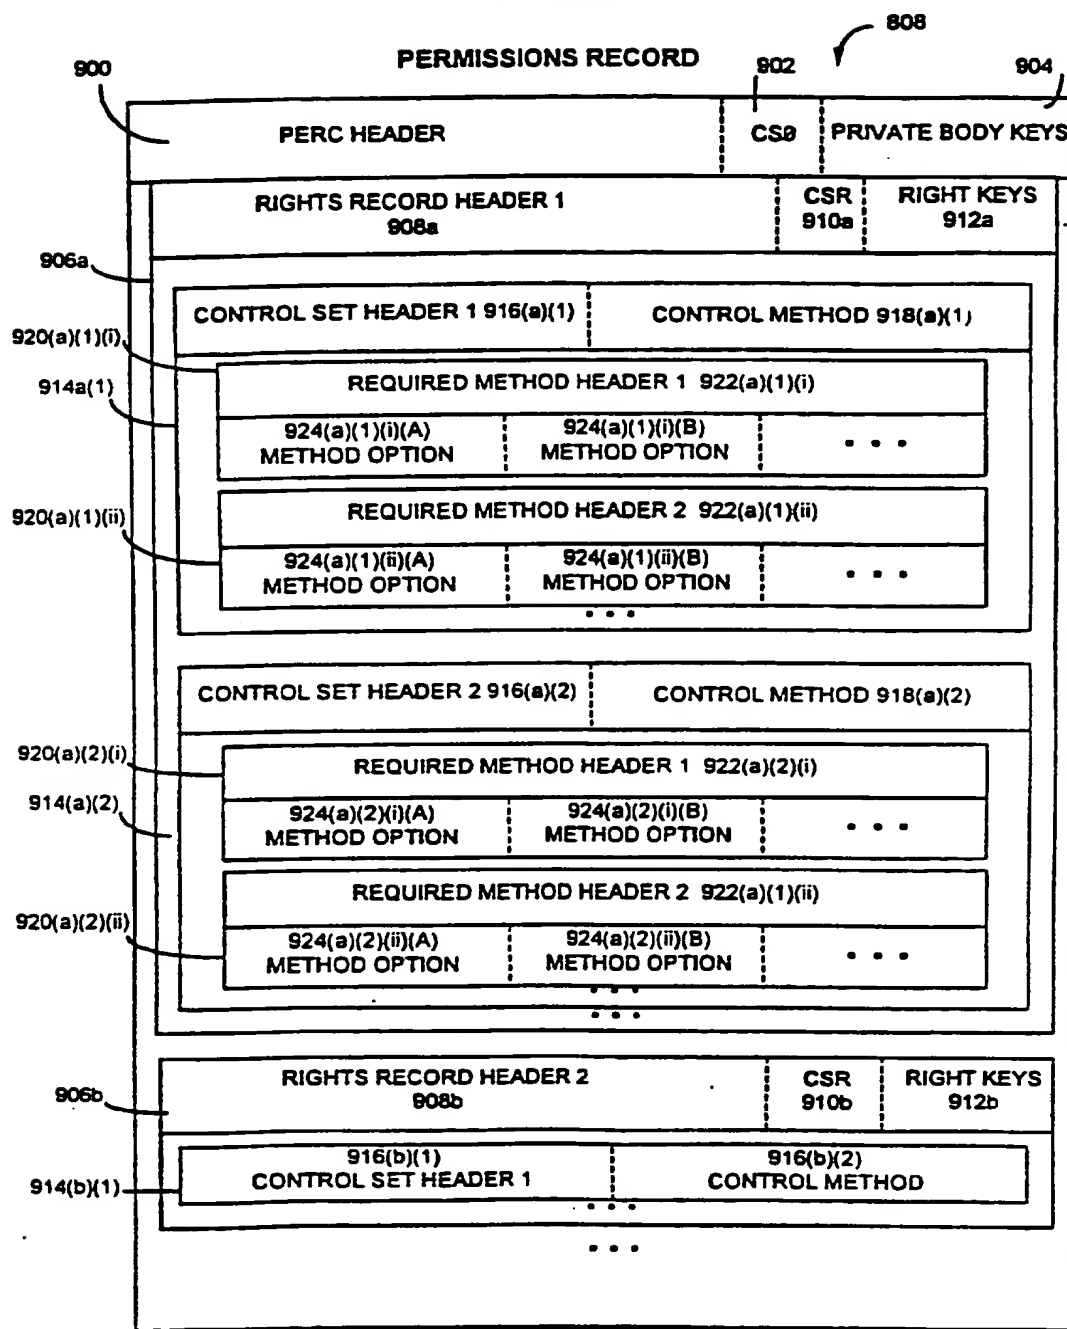 808
PERMISSIONS RECORD
900
902
904
PERC HEADER
CS0
PRIVATE BODY KEYS
RIGHTS RECORD HEADER 1
908a
CSR
910a
RIGHT KEYS
912a
906a
CONTROL SET HEADER 1 916(a)(1)
CONTROL METHOD 918(a)(1)
920(a)(1)(i)
914a(1)
REQUIRED METHOD HEADER 1 922(a)(1)(i)
924(a)(1)(i)(A)
METHOD OPTION
924(a)(1)(i)(B)
METHOD OPTION
. . .
920(a)(1)(ii)
REQUIRED METHOD HEADER 2 922(a)(1)(ii)
924(a)(1)(ii)(A)
METHOD OPTION
924(a)(1)(ii)(B)
METHOD OPTION
. . .
. . .
CONTROL SET HEADER 2 916(a)(2)
CONTROL METHOD 918(a)(2)
920(a)(2)(i)
914(a)(2)
REQUIRED METHOD HEADER 1 922(a)(2)(i)
924(a)(2)(i)(A)
METHOD OPTION
924(a)(2)(i)(B)
METHOD OPTION
. . .
920(a)(2)(ii)
REQUIRED METHOD HEADER 2 922(a)(1)(ii)
924(a)(2)(ii)(A)
METHOD OPTION
924(a)(2)(ii)(B)
METHOD OPTION
. . .
. . .
. . .
906b
RIGHTS RECORD HEADER 2
908b
CSR
910b
RIGHT KEYS
912b
914(b)(1)
916(b)(1)
CONTROL SET HEADER 1
916(b)(2)
CONTROL METHOD
. . .
. . .